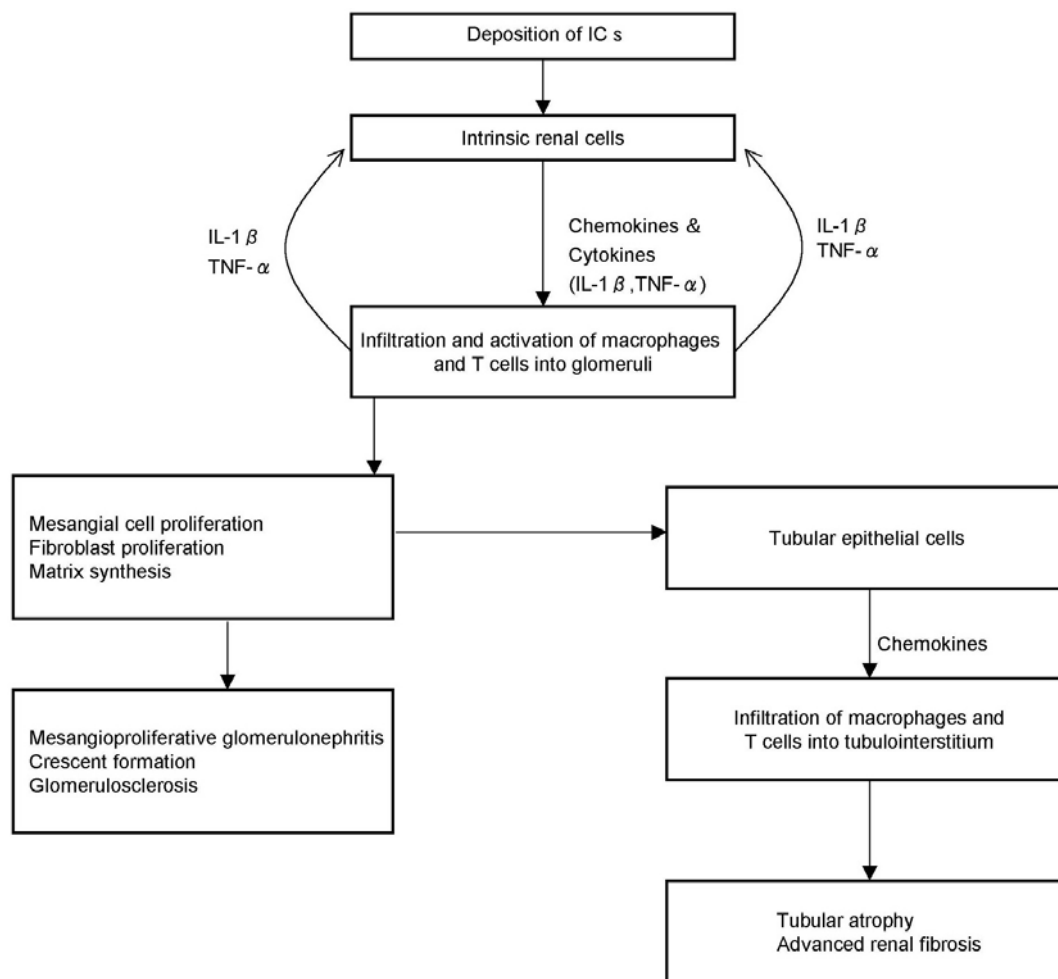 Deposition of IC s
Intrinsic renal cells
IL-1 β
TNF- α
Chemokines &
Cytokines
(IL-1 β ,TNF- α )
IL-1 β
TNF- α
Infiltration and activation of macrophages
and T cells into glomeruli
Mesangial cell proliferation
Fibroblast proliferation
Matrix synthesis
Tubular epithelial cells
Chemokines
Mesangioproliferative glomerulonephritis
Crescent formation
Glomerulosclerosis
Infiltration of macrophages and
T cells into tubulointerstitium
Tubular atrophy
Advanced renal fibrosis